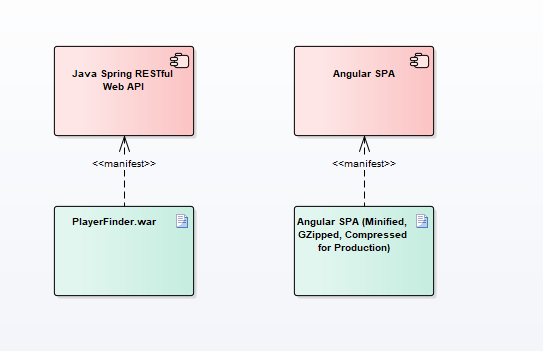 Java Spring RESTful
Web API
Angular SPA
<<manifest>>
<<manifest>>
PlayerFinder.war
Angular SPA (Minified,
GZipped, Compressed
for Production)